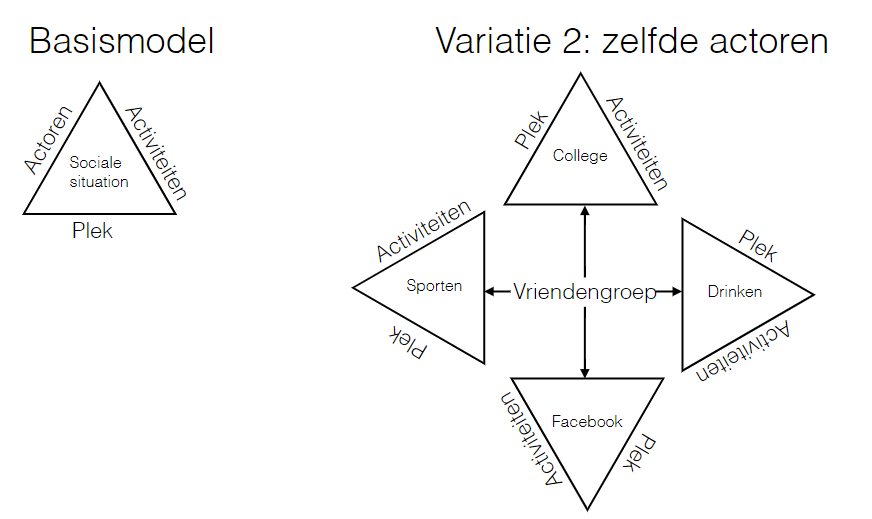 Basismodel
Actoren
Activiteiten
Sociale
situation
Plek
Variatie 2: zelfde actoren
Plek
Activiteiten
College
Activiteiten
Sporten
Plek
Vriendengroep
Plek
Drinken
Activiteiten
Activiteiten
Facebook
Plek